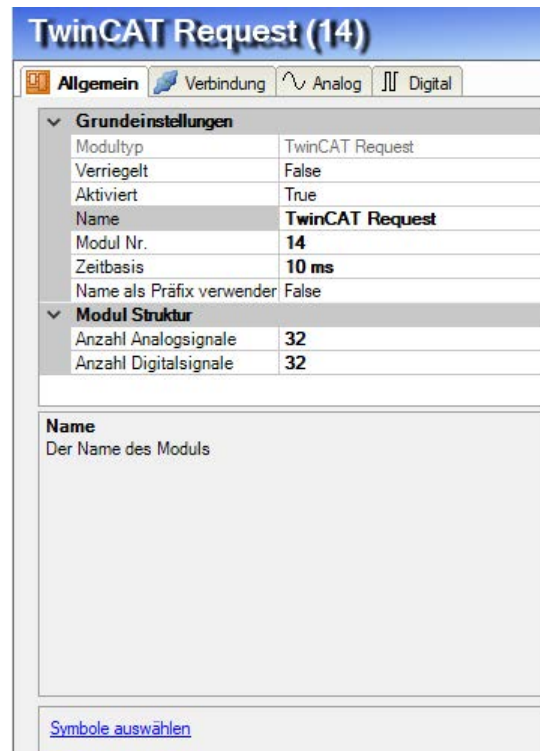 TwinCAT Request (14)
Allgemein Verbindung Analog Digital
Grundeinstellungen
Modultyp TwinCAT Request
Verriegelt False
Aktiviert True
Name TwinCAT Request
Modul Nr. 14
Zeitbasis 10 ms
Name als Präfix verwender False
Modul Struktur
Anzahl Analogsignale 32
Anzahl Digitalsignale 32
Name
Der Name des Moduls
Symbole auswählen